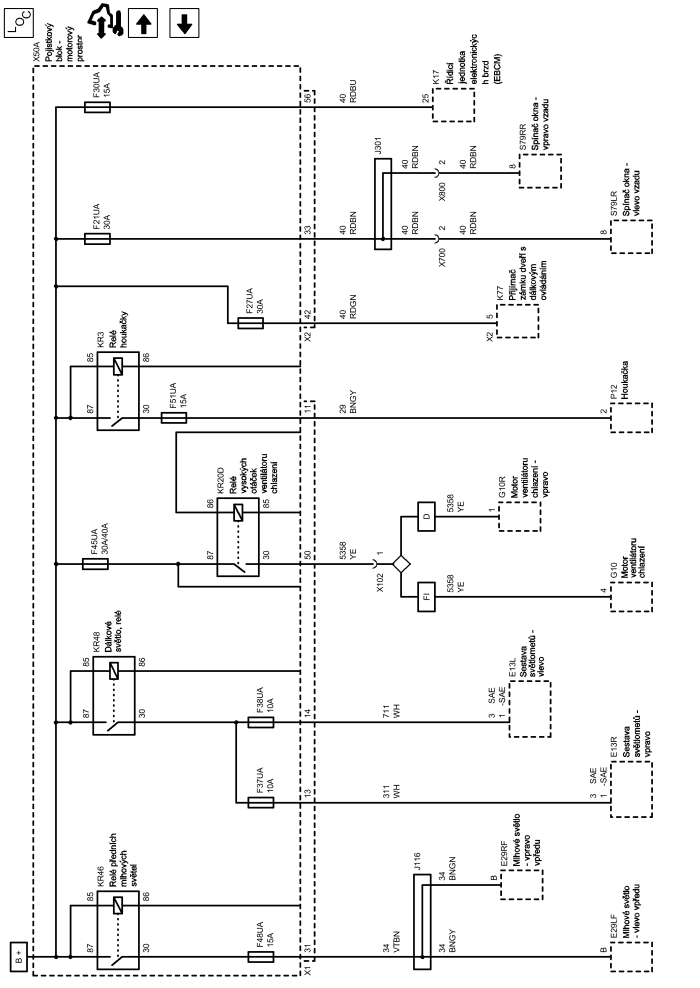 LOC
B +
X50A
Pojistkový
blok -
motorový
prostor
KR46
Relé předních
mlhových
světel
85
86
87
30
F48UA
15A
31
X1
34
VTBN
J116
34
BNGY
34
BNGN
B
E29LF
Mlhové světlo
- vlevo vpředu
B
E29RF
Mlhové světlo
- vpravo
vpředu
KR48
Dálkové
světlo, relé
85
86
87
30
F37UA
10A
13
311
WH
3 SAE
1 -SAE
E13R
Sestava
světlometů -
vpravo
F38UA
10A
14
711
WH
3 SAE
1 -SAE
E13L
Sestava
světlometů -
vlevo
F45UA
30A/40A
KR20D
Relé
vysokých
otáček
ventilátoru
chlazení
86
85
87
30
50
5358
YE
X102
1
FI
5358
YE
4
G10
Motor
ventilátoru
chlazení
D
5358
YE
1
G10R
Motor
ventilátoru
chlazení -
vpravo
KR3
Relé
houkačky
85
86
87
30
F51UA
15A
11
29
BNGY
2
P12
Houkačka
F27UA
30A
X2
42
40
RDGN
X2
5
K77
Přijímač
zámku dveří s
dálkovým
ovládáním
F21UA
30A
33
40
RDBN
J301
40
RDBN
X700
2
40
RDBN
8
S79LR
Spínač okna -
vlevo vzadu
40
RDBN
X800
2
40
RDBN
8
S79RR
Spínač okna -
vpravo vzadu
F30UA
15A
56
40
RDBU
25
K17
Řídicí
jednotka
elektronickýc
h brzd
(EBCM)